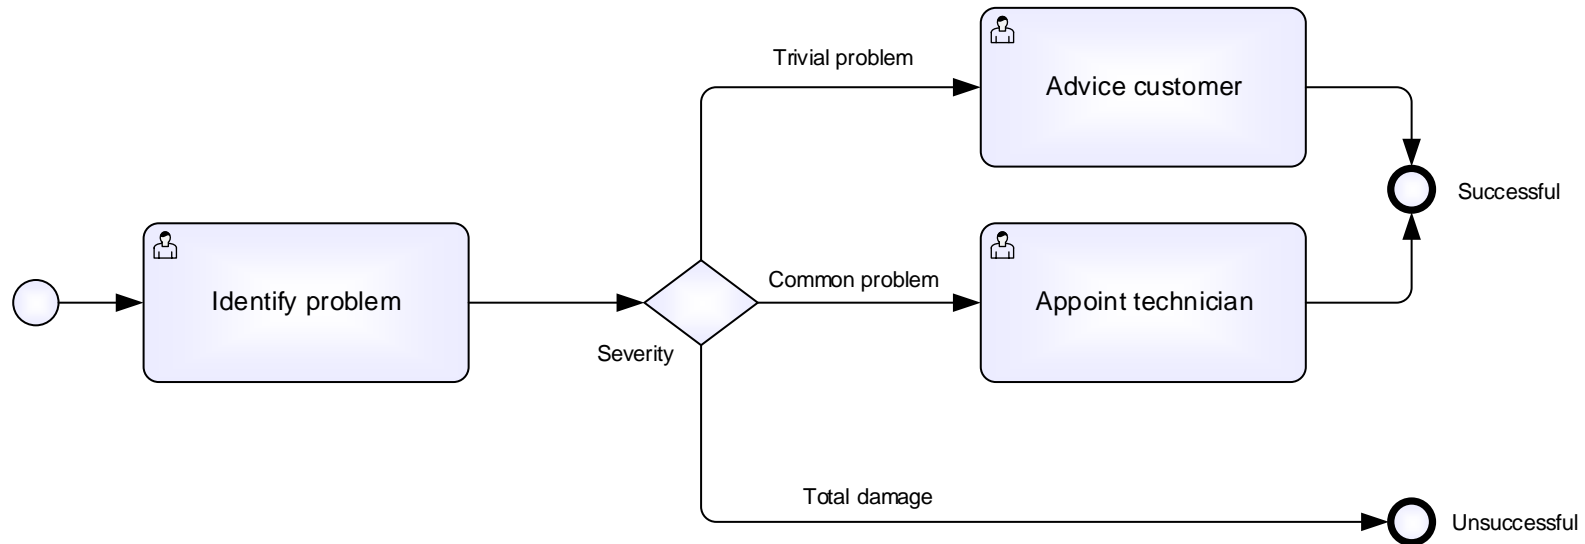 Trivial problem
Advice customer
Successful
Identify problem
Severity
Common problem
Appoint technician
Total damage
Unsuccessful